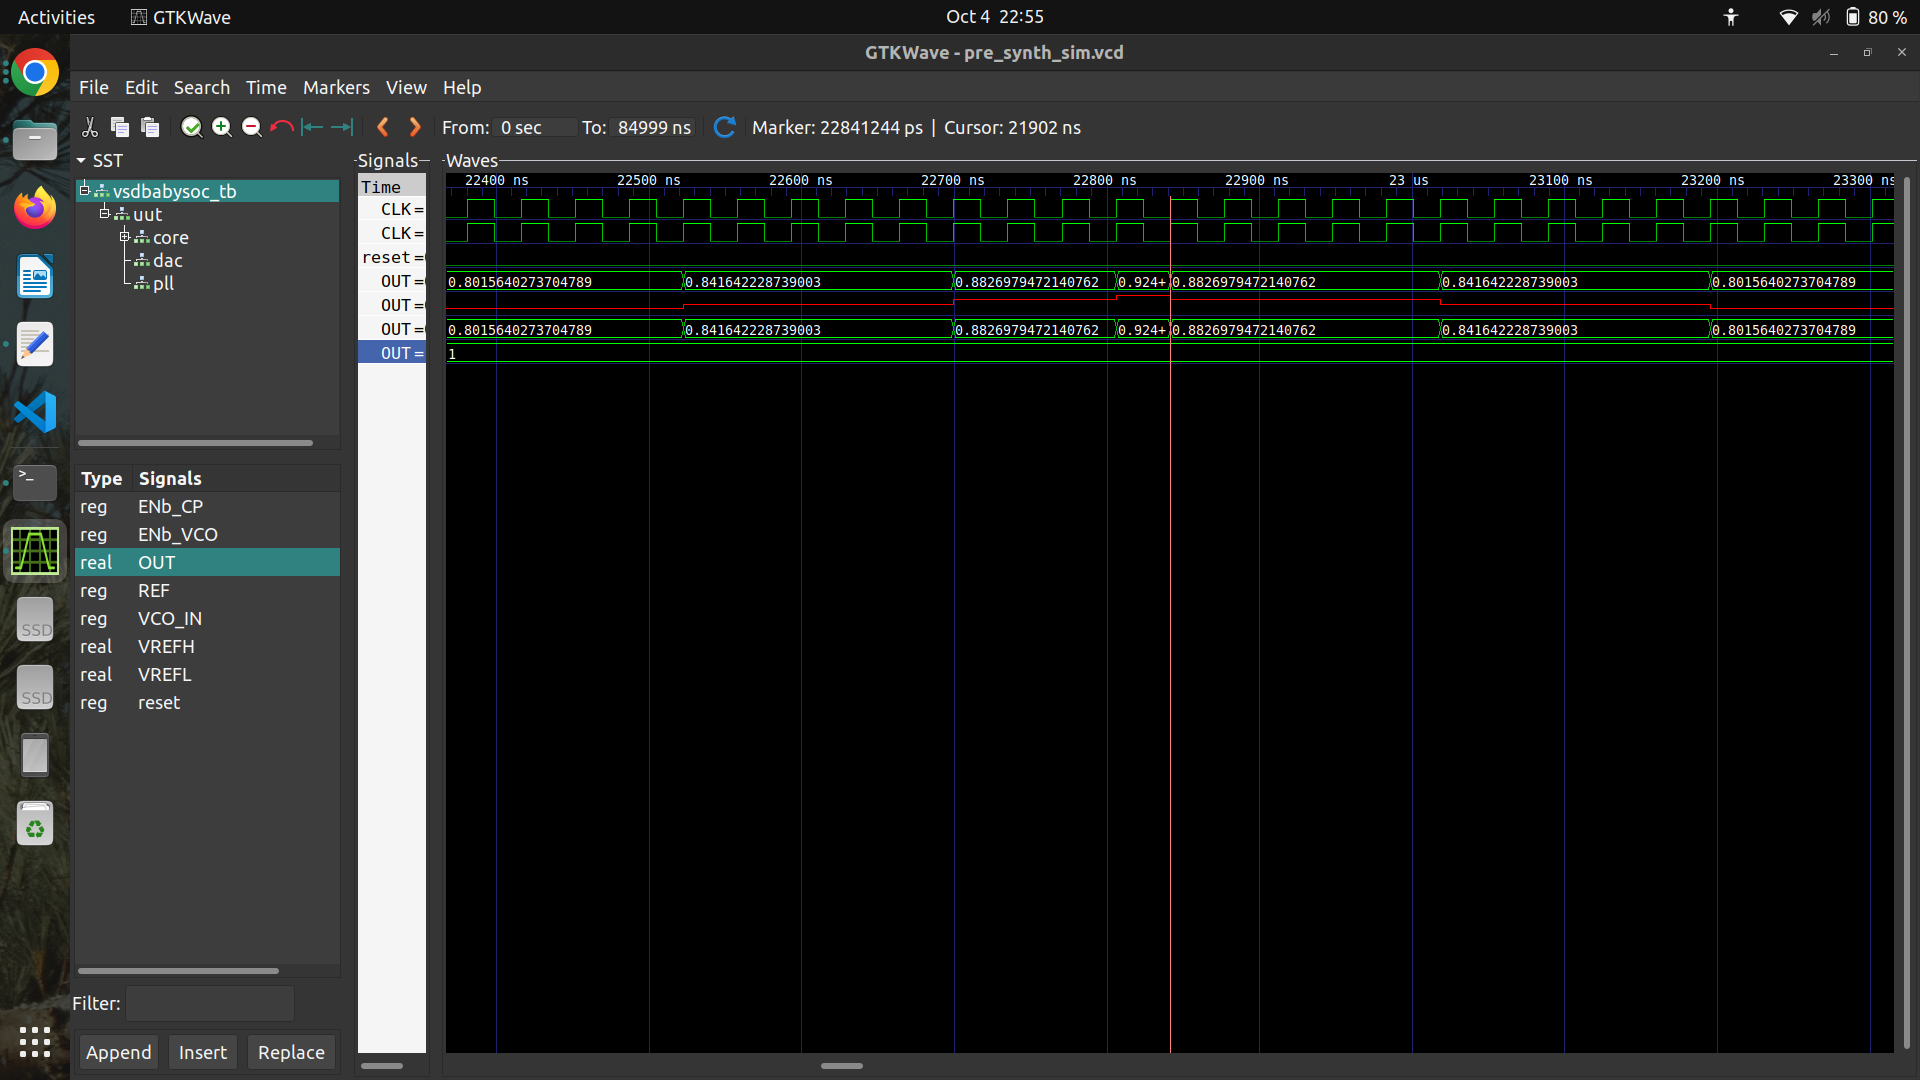 Activities GTKWave Oct 4 22:55 80 %
GTKWave - pre_synth_sim.vcd
File Edit Search Time Markers View Help
From: 0 sec To: 84999 ns Marker: 22841244 ps | Cursor: 21902 ns
SST
vsdbabysoc_tb
uut
core
dac
pll
Type Signals
reg ENb_CP
reg ENb_VCO
real OUT
reg REF
reg VCO_IN
real VREFH
real VREFL
reg reset
Filter:
Append Insert Replace
Signals
Time
CLK=
CLK=
reset=
OUT=
OUT=
OUT=
OUT=
Waves
22400 ns 22500 ns 22600 ns 22700 ns 22800 ns 22900 ns 23 us 23100 ns 23200 ns 23300 ns
0.8015640273704789 0.841642228739003 0.8826979472140762 0.924+ 0.8826979472140762 0.841642228739003 0.8015640273704789
0.8015640273704789 0.841642228739003 0.8826979472140762 0.924+ 0.8826979472140762 0.841642228739003 0.8015640273704789
1
>_
SSD
SSD